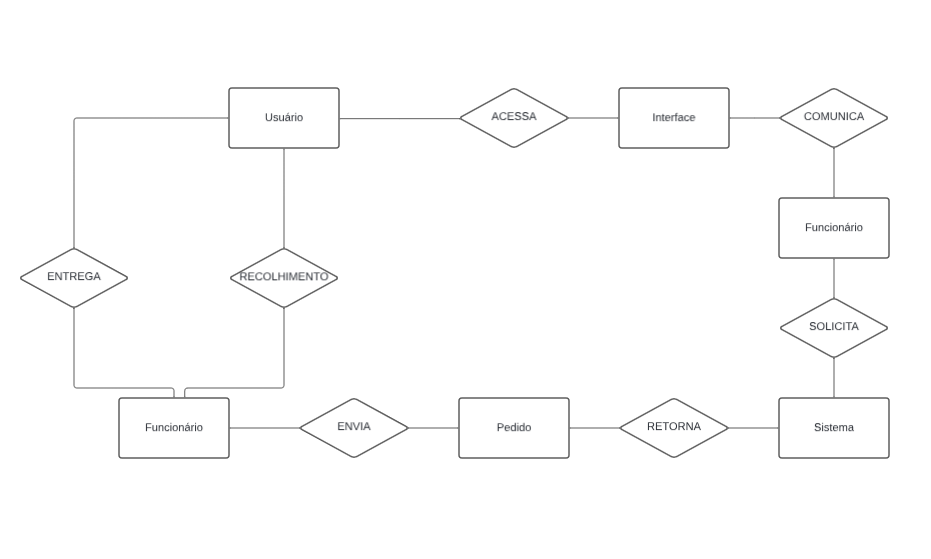 Usuário
ACESSA
Interface
COMUNICA
Funcionário
ENTREGA
RECOLHIMENTO
SOLICITA
Funcionário
ENVIA
Pedido
RETORNA
Sistema